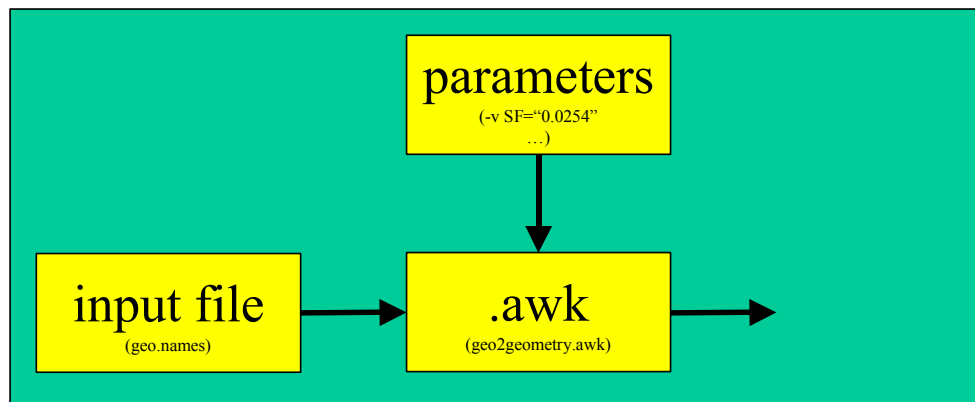 parameters
(-v SF=“0.0254”
…)
input file
(geo.names)
.awk
(geo2geometry.awk)